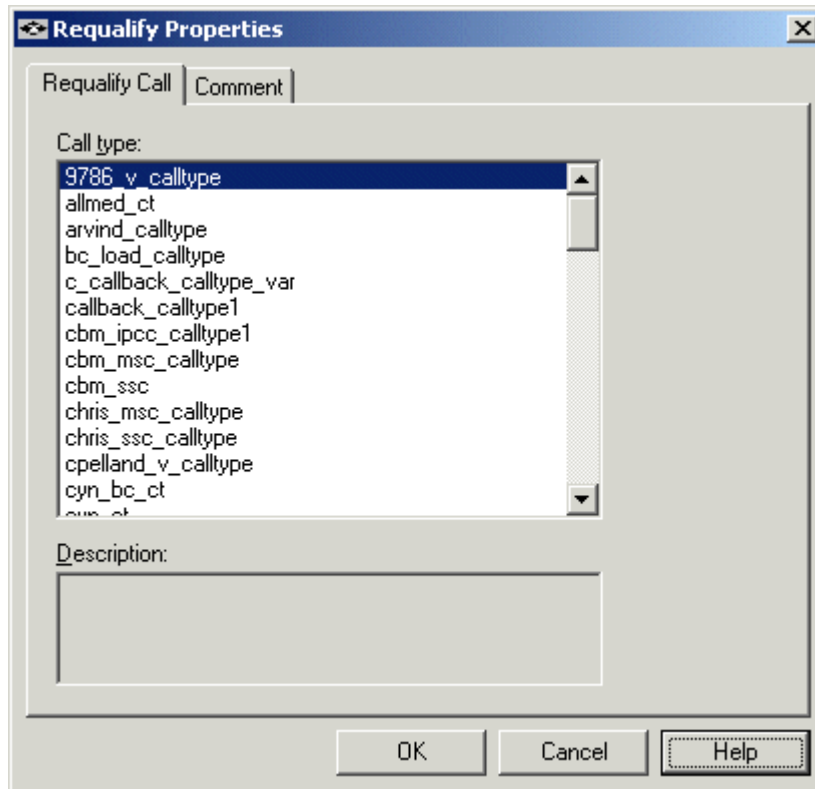 Requalify Properties
Requalify Call
Comment
Call type:
9786_v_calltype
allmed_ct
arvind_calltype
bc_load_calltype
c_callback_calltype_var
callback_calltype1
cbm_ipcc_calltype1
cbm_msc_calltype
cbm_ssc
chris_msc_calltype
chris_ssc_calltype
cpelland_v_calltype
cyn_bc_ct
Description:
OK
Cancel
Help